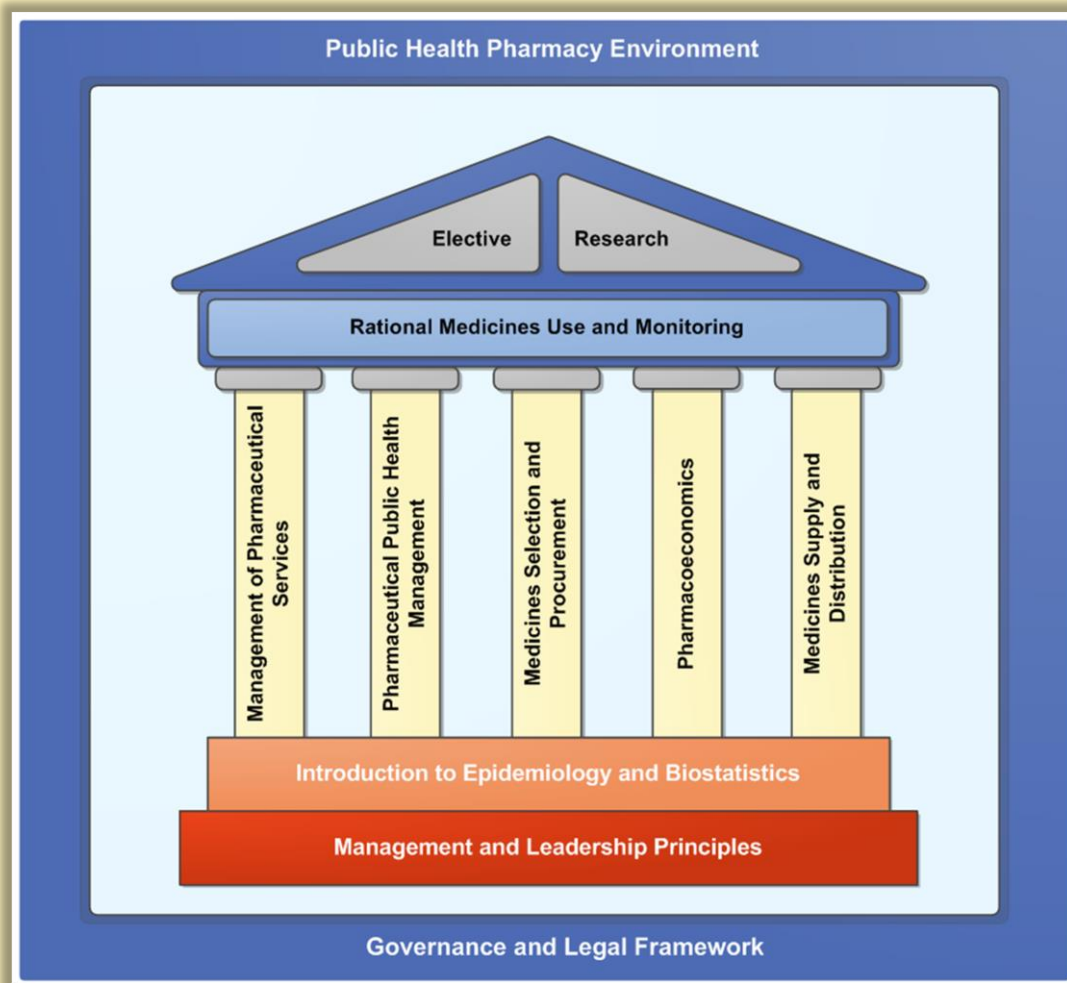 Public Health Pharmacy Environment
Elective
Research
Rational Medicines Use and Monitoring
Management of Pharmaceutical
Services
Pharmaceutical Public Health
Management
Medicines Selection and
Procurement
Pharmacoeconomics
Medicines Supply and
Distribution
Introduction to Epidemiology and Biostatistics
Management and Leadership Principles
Governance and Legal Framework